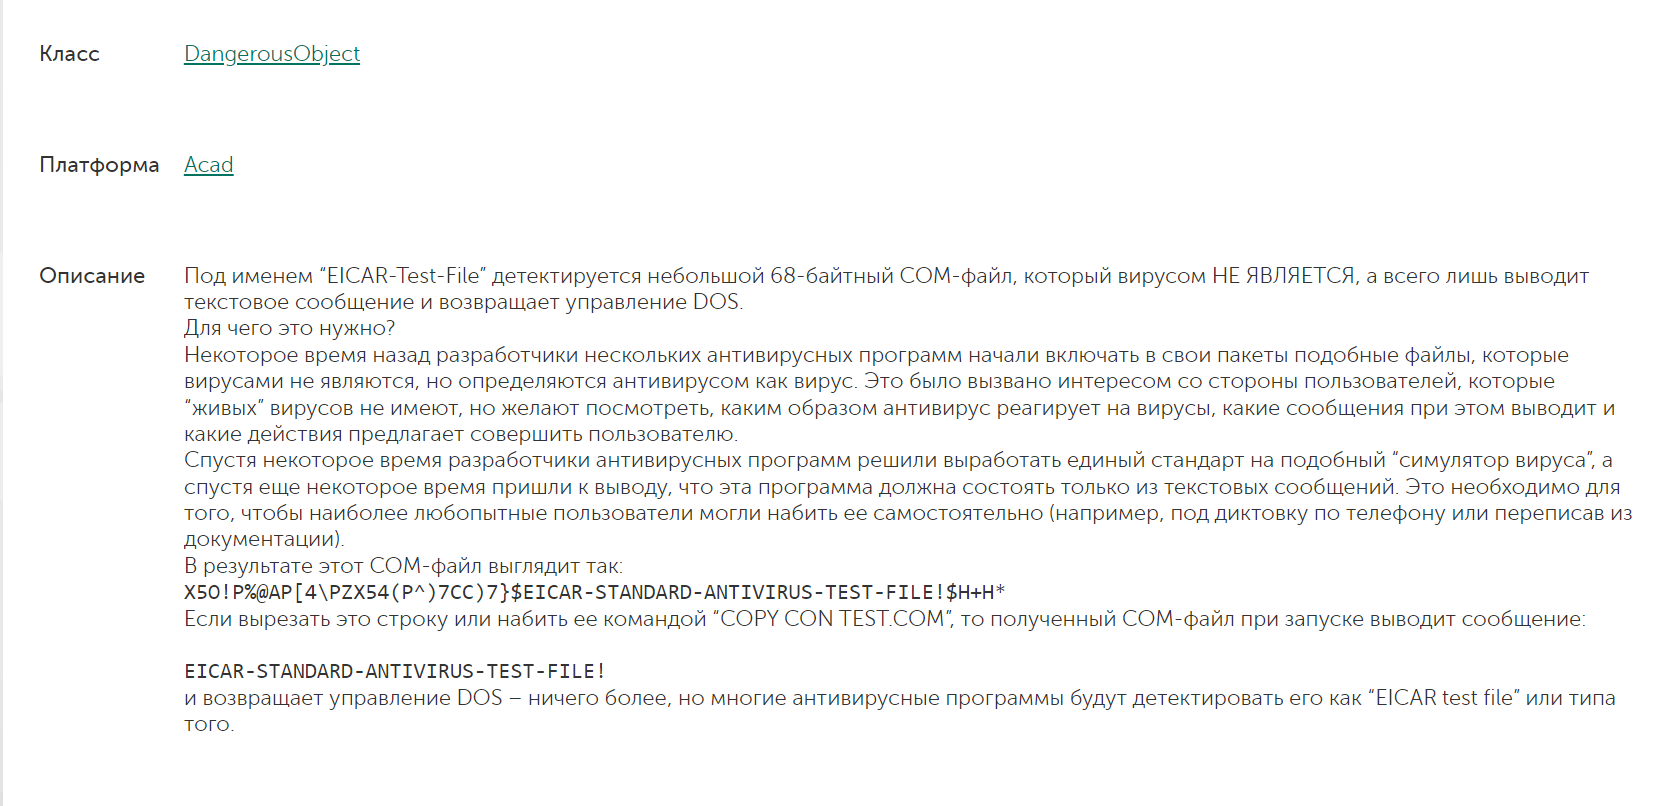 Класс DangerousObject
Платформа Acad
Описание Под именем “EICAR-Test-File” детектируется небольшой 68-байтный COM-файл, который вирусом НЕ ЯВЛЯЕТСЯ, а всего лишь выводит
текстовое сообщение и возвращает управление DOS.
Для чего это нужно?
Некоторое время назад разработчики нескольких антивирусных программ начали включать в свои пакеты подобные файлы, которые
вирусами не являются, но определяются антивирусом как вирус. Это было вызвано интересом со стороны пользователей, которые
“живых” вирусов не имеют, но желают посмотреть, каким образом антивирус реагирует на вирусы, какие сообщения при этом выводит и
какие действия предлагает совершить пользователю.
Спустя некоторое время разработчики антивирусных программ решили выработать единый стандарт на подобный “симулятор вируса”, а
спустя еще некоторое время пришли к выводу, что эта программа должна состоять только из текстовых сообщений. Это необходимо для
того, чтобы наиболее любопытные пользователи могли набить ее самостоятельно (например, под диктовку по телефону или переписав из
документации).
В результате этот COM-файл выглядит так:
X5O!P%@AP[4\PZX54(P^)7CC)7}$EICAR-STANDARD-ANTIVIRUS-TEST-FILE!$H+H*
Если вырезать это строку или набить ее командой “COPY CON TEST.COM”, то полученный COM-файл при запуске выводит сообщение:
EICAR-STANDARD-ANTIVIRUS-TEST-FILE!
и возвращает управление DOS – ничего более, но многие антивирусные программы будут детектировать его как “EICAR test file” или типа
того.